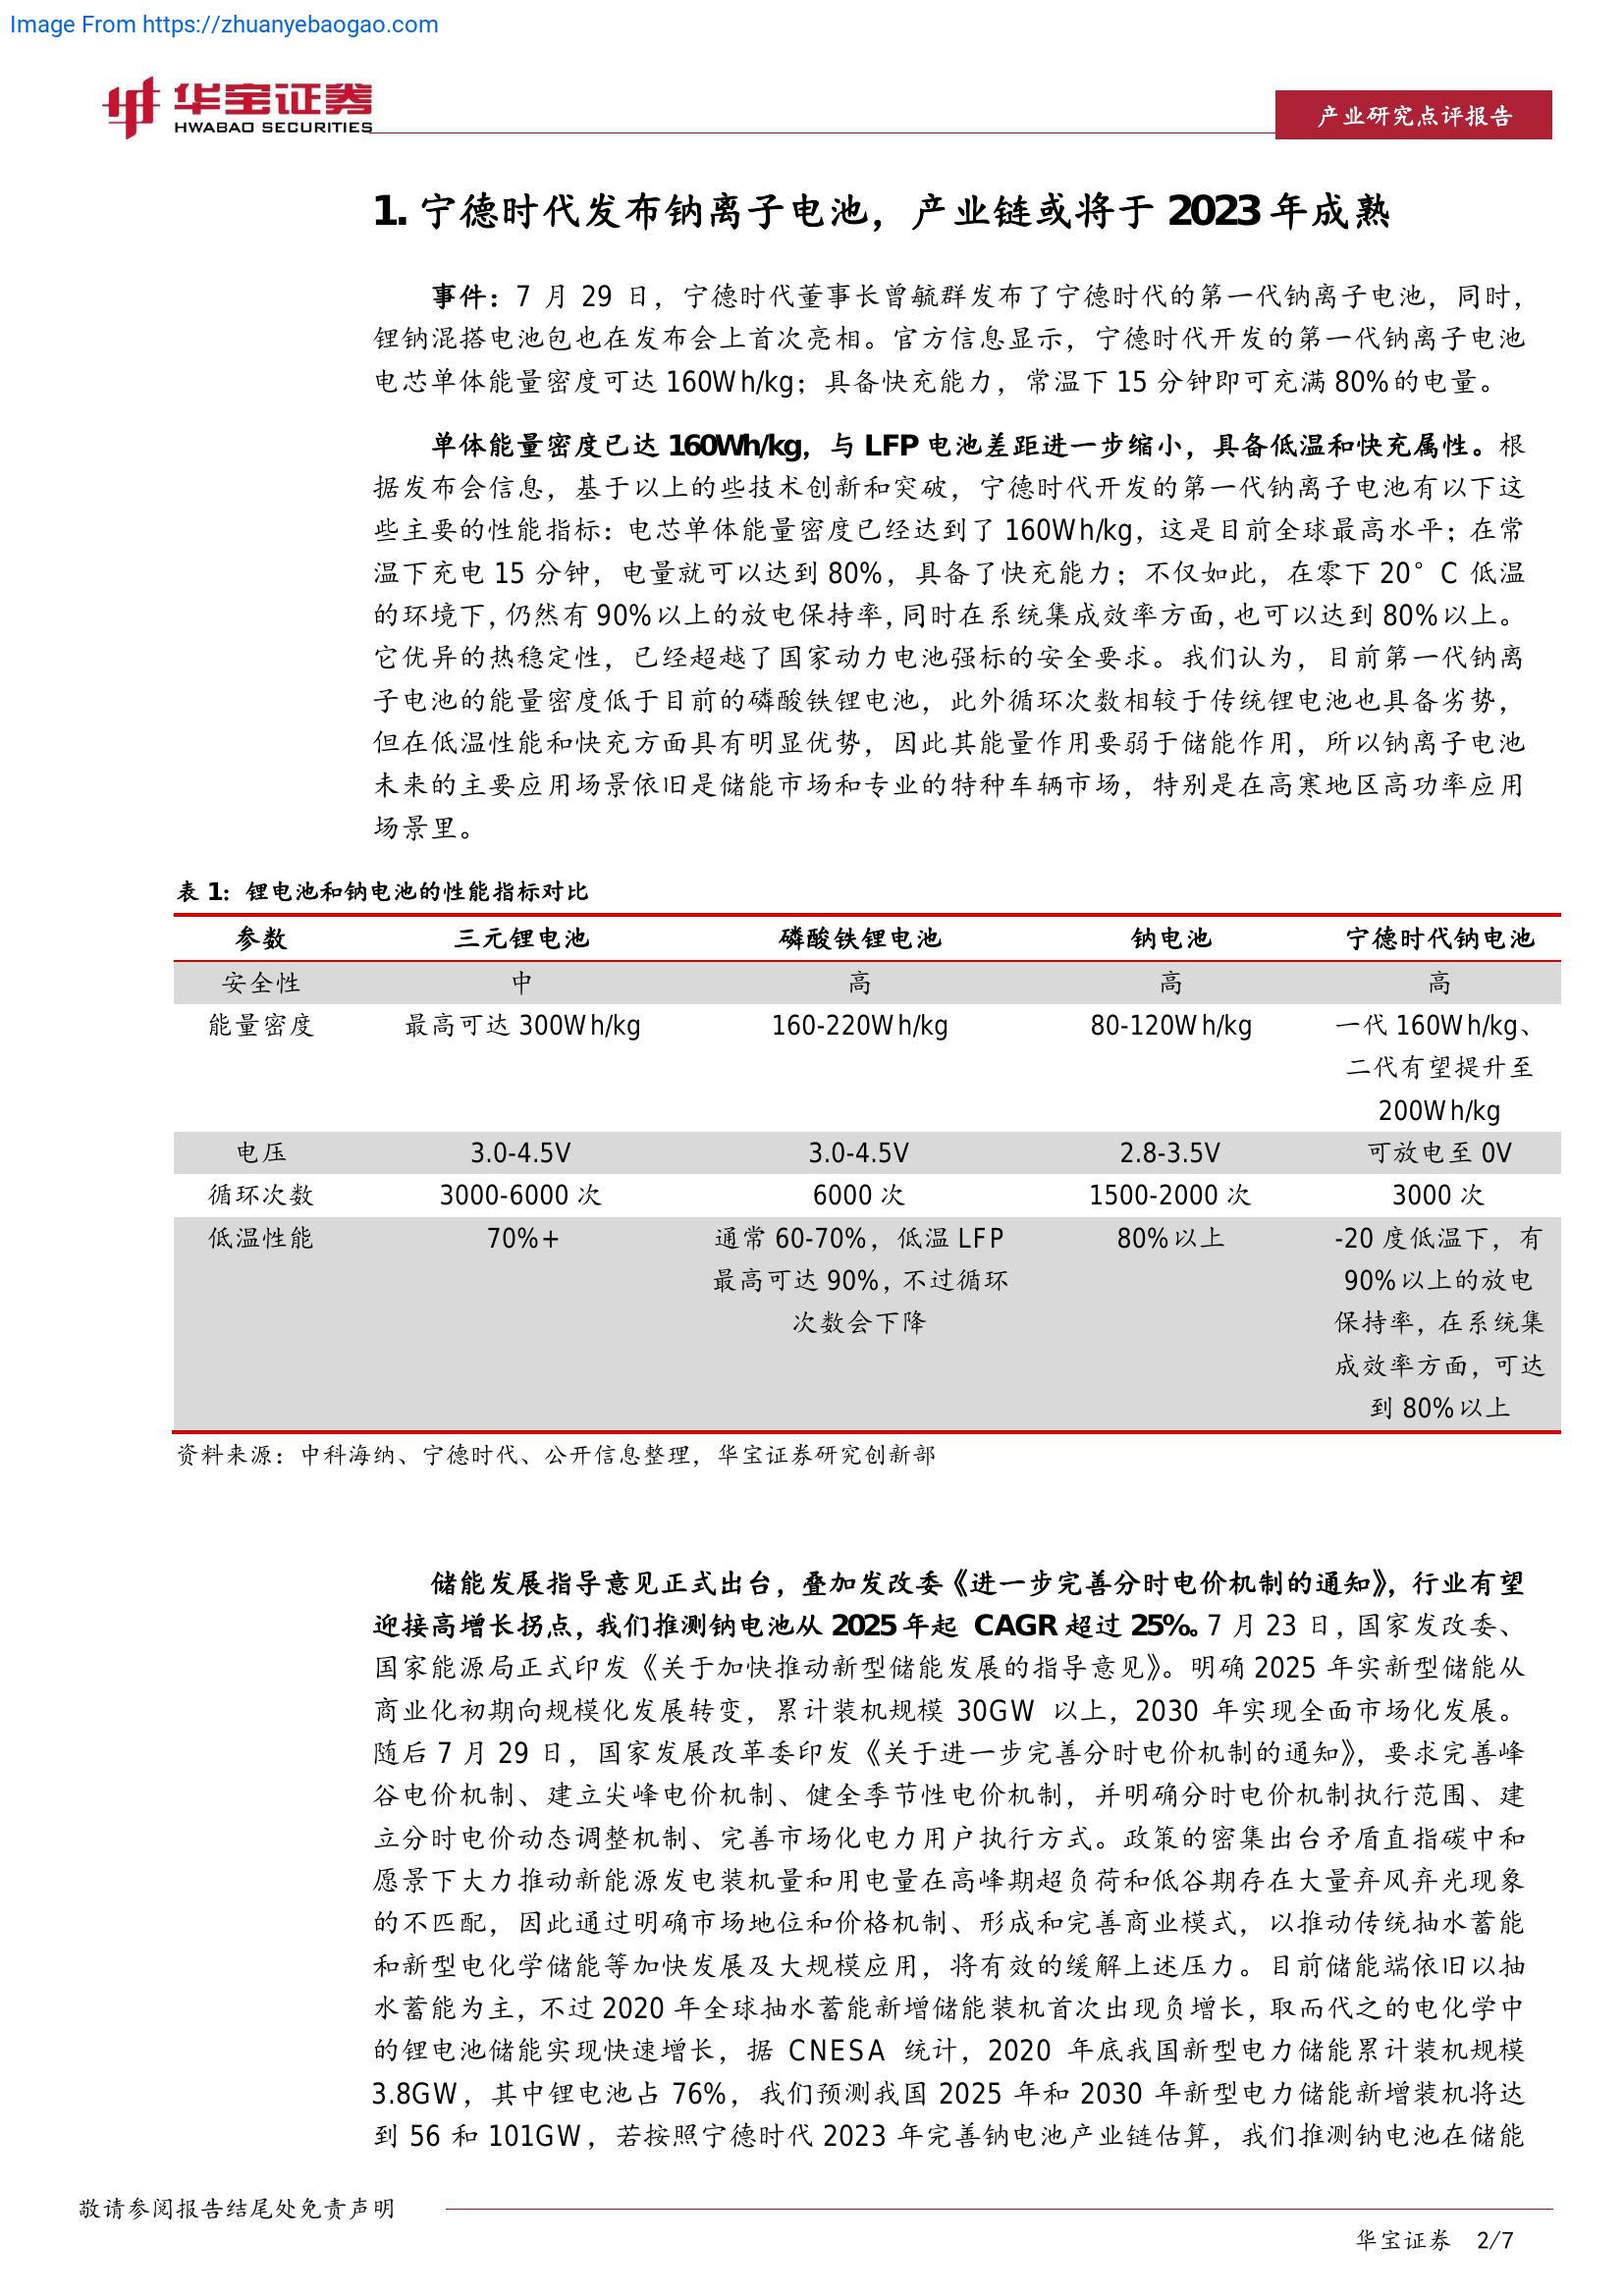 Image From https://zhuanyebaogao.com
华宝证券
HWABAO SECURITIES
产业研究点评报告
1. 宁德时代发布钠离子电池，产业链或将于 2023 年成熟
事件：7 月 29 日，宁德时代董事长曾毓群发布了宁德时代的第一代钠离子电池，同时，
锂钠混搭电池包也在发布会上首次亮相。官方信息显示，宁德时代开发的第一代钠离子电池
电芯单体能量密度可达 160Wh/kg；具备快充能力，常温下 15 分钟即可充满 80%的电量。
单体能量密度已达 160Wh/kg，与 LFP 电池差距进一步缩小，具备低温和快充属性。根
据发布会信息，基于以上的些技术创新和突破，宁德时代开发的第一代钠离子电池有以下这
些主要的性能指标：电芯单体能量密度已经达到了 160Wh/kg，这是目前全球最高水平；在常
温下充电 15 分钟，电量就可以达到 80%，具备了快充能力；不仅如此，在零下 20°C 低温
的环境下，仍然有 90%以上的放电保持率，同时在系统集成效率方面，也可以达到 80%以上。
它优异的热稳定性，已经超越了国家动力电池强标的安全要求。我们认为，目前第一代钠离
子电池的能量密度低于目前的磷酸铁锂电池，此外循环次数相较于传统锂电池也具备劣势，
但在低温性能和快充方面具有明显优势，因此其能量作用要弱于储能作用，所以钠离子电池
未来的主要应用场景依旧是储能市场和专业的特种车辆市场，特别是在高寒地区高功率应用
场景里。
表 1：锂电池和钠电池的性能指标对比
参数 三元锂电池 磷酸铁锂电池 钠电池 宁德时代钠电池
安全性 中 高 高 高
能量密度 最高可达 300Wh/kg 160-220Wh/kg 80-120Wh/kg 一代 160Wh/kg、
二代有望提升至
200Wh/kg
电压 3.0-4.5V 3.0-4.5V 2.8-3.5V 可放电至 0V
循环次数 3000-6000 次 6000 次 1500-2000 次 3000 次
低温性能 70%+ 通常 60-70%，低温 LFP 80%以上 -20 度低温下，有
最高可达 90%，不过循环 90%以上的放电
次数会下降 保持率，在系统集
成效率方面，可达
到 80%以上
资料来源：中科海纳、宁德时代、公开信息整理，华宝证券研究创新部
储能发展指导意见正式出台，叠加发改委《进一步完善分时电价机制的通知》，行业有望
迎接高增长拐点，我们推测钠电池从 2025 年起 CAGR 超过 25%。7 月 23 日，国家发改委、
国家能源局正式印发《关于加快推动新型储能发展的指导意见》。明确 2025 年实新型储能从
商业化初期向规模化发展转变，累计装机规模 30GW 以上，2030 年实现全面市场化发展。
随后 7 月 29 日，国家发展改革委印发《关于进一步完善分时电价机制的通知》，要求完善峰
谷电价机制、建立尖峰电价机制、健全季节性电价机制，并明确分时电价机制执行范围、建
立分时电价动态调整机制、完善市场化电力用户执行方式。政策的密集出台矛盾直指碳中和
愿景下大力推动新能源发电装机量和用电量在高峰期超负荷和低谷期存在大量弃风弃光现象
的不匹配，因此通过明确市场地位和价格机制、形成和完善商业模式，以推动传统抽水蓄能
和新型电化学储能等加快发展及大规模应用，将有效的缓解上述压力。目前储能端依旧以抽
水蓄能为主，不过 2020 年全球抽水蓄能新增储能装机首次出现负增长，取而代之的电化学中
的锂电池储能实现快速增长，据 CNESA 统计，2020 年底我国新型电力储能累计装机规模
3.8GW，其中锂电池占 76%，我们预测我国 2025 年和 2030 年新型电力储能新增装机将达
到 56 和 101GW，若按照宁德时代 2023 年完善钠电池产业链估算，我们推测钠电池在储能
敬请参阅报告结尾处免责声明
华宝证券 2/7